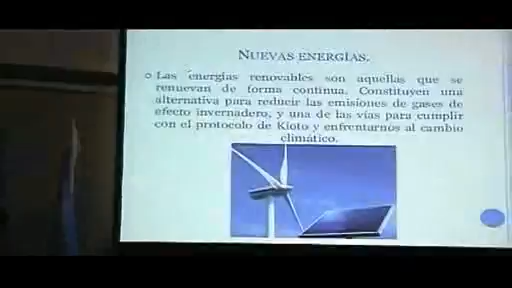 NUEVAS ENERGÍAS.
Las energías renovables son aquellas que se
renuevan de forma continua. Constituyen una
alternativa para reducir las emisiones de gases de
efecto invernadero, y una de las vías para cumplir
con el protocolo de Kioto y enfrentarnos al cambio
climático.